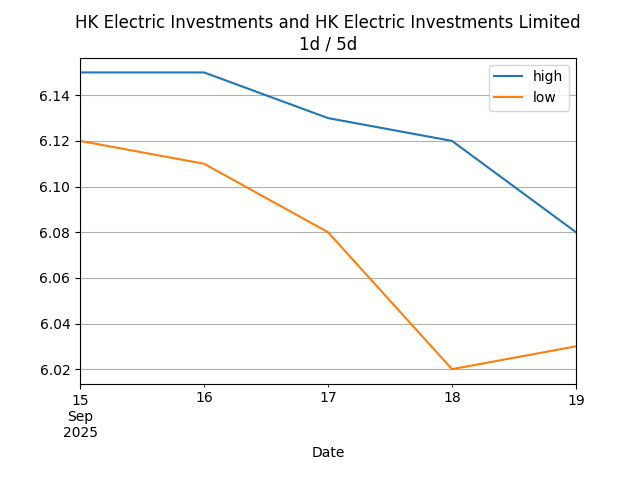 HK Electric Investments and HK Electric Investments Limited
1d / 5d
high
low
6.14
6.12
6.10
6.08
6.06
6.04
6.02
15 16 17 18 19
Sep
2025
Date